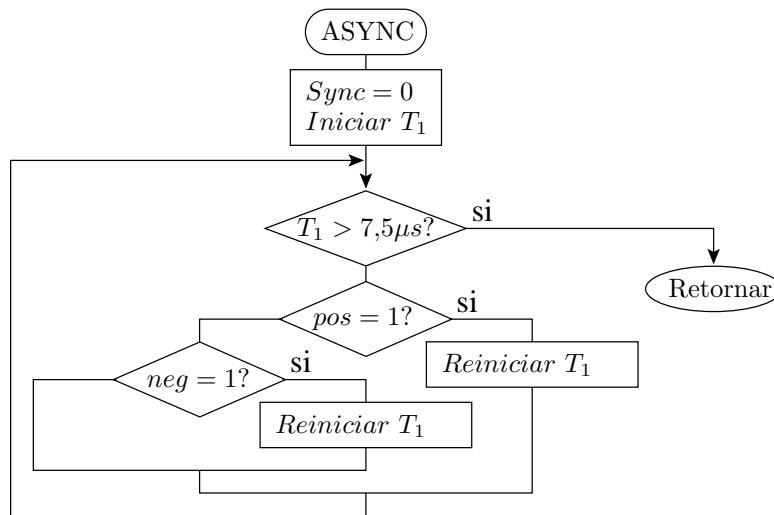 ASYNC
Sync = 0
Iniciar T₁
T₁ > 7,5μs?
si
Retornar
pos = 1?
si
Reiniciar T₁
neg = 1?
si
Reiniciar T₁